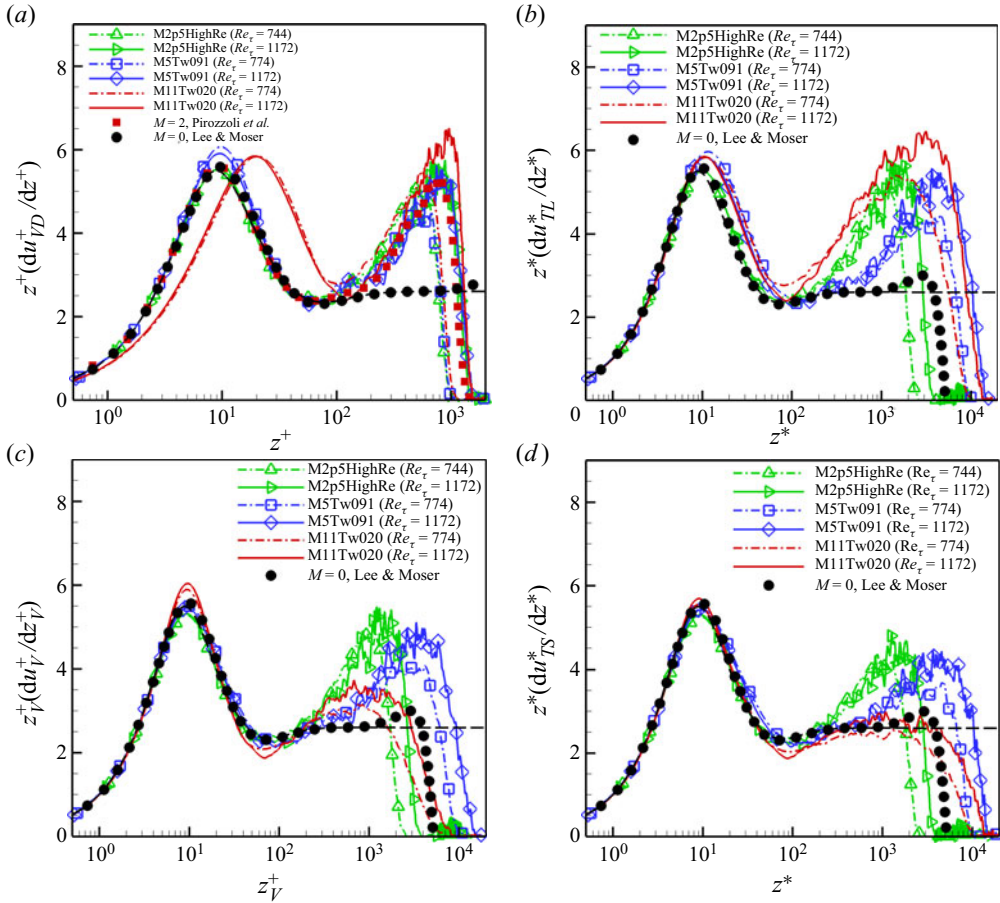 (a)
M2p5HighRe (Reτ = 744)
M2p5HighRe (Reτ = 1172)
M5Tw091 (Reτ = 774)
M5Tw091 (Reτ = 1172)
M11Tw020 (Reτ = 774)
M11Tw020 (Reτ = 1172)
M = 2, Pirozzoli et al.
M = 0, Lee & Moser
z+(du+VD/dz+)
8
6
4
2
0
10^0
10^1
10^2
10^3
z+
(b)
M2p5HighRe (Reτ = 744)
M2p5HighRe (Reτ = 1172)
M5Tw091 (Reτ = 774)
M5Tw091 (Reτ = 1172)
M11Tw020 (Reτ = 774)
M11Tw020 (Reτ = 1172)
M = 0, Lee & Moser
z*(du*TL/dz*)
8
6
4
2
0
10^0
10^1
10^2
10^3
10^4
z*
(c)
M2p5HighRe (Reτ = 744)
M2p5HighRe (Reτ = 1172)
M5Tw091 (Reτ = 774)
M5Tw091 (Reτ = 1172)
M11Tw020 (Reτ = 774)
M11Tw020 (Reτ = 1172)
M = 0, Lee & Moser
z+V(du+V/dz+V)
8
6
4
2
0
10^0
10^1
10^2
10^3
10^4
z+V
(d)
M2p5HighRe (Reτ = 744)
M2p5HighRe (Reτ = 1172)
M5Tw091 (Reτ = 774)
M5Tw091 (Reτ = 1172)
M11Tw020 (Reτ = 774)
M11Tw020 (Reτ = 1172)
M = 0, Lee & Moser
z*(du*TS/dz*)
8
6
4
2
0
10^0
10^1
10^2
10^3
10^4
z*